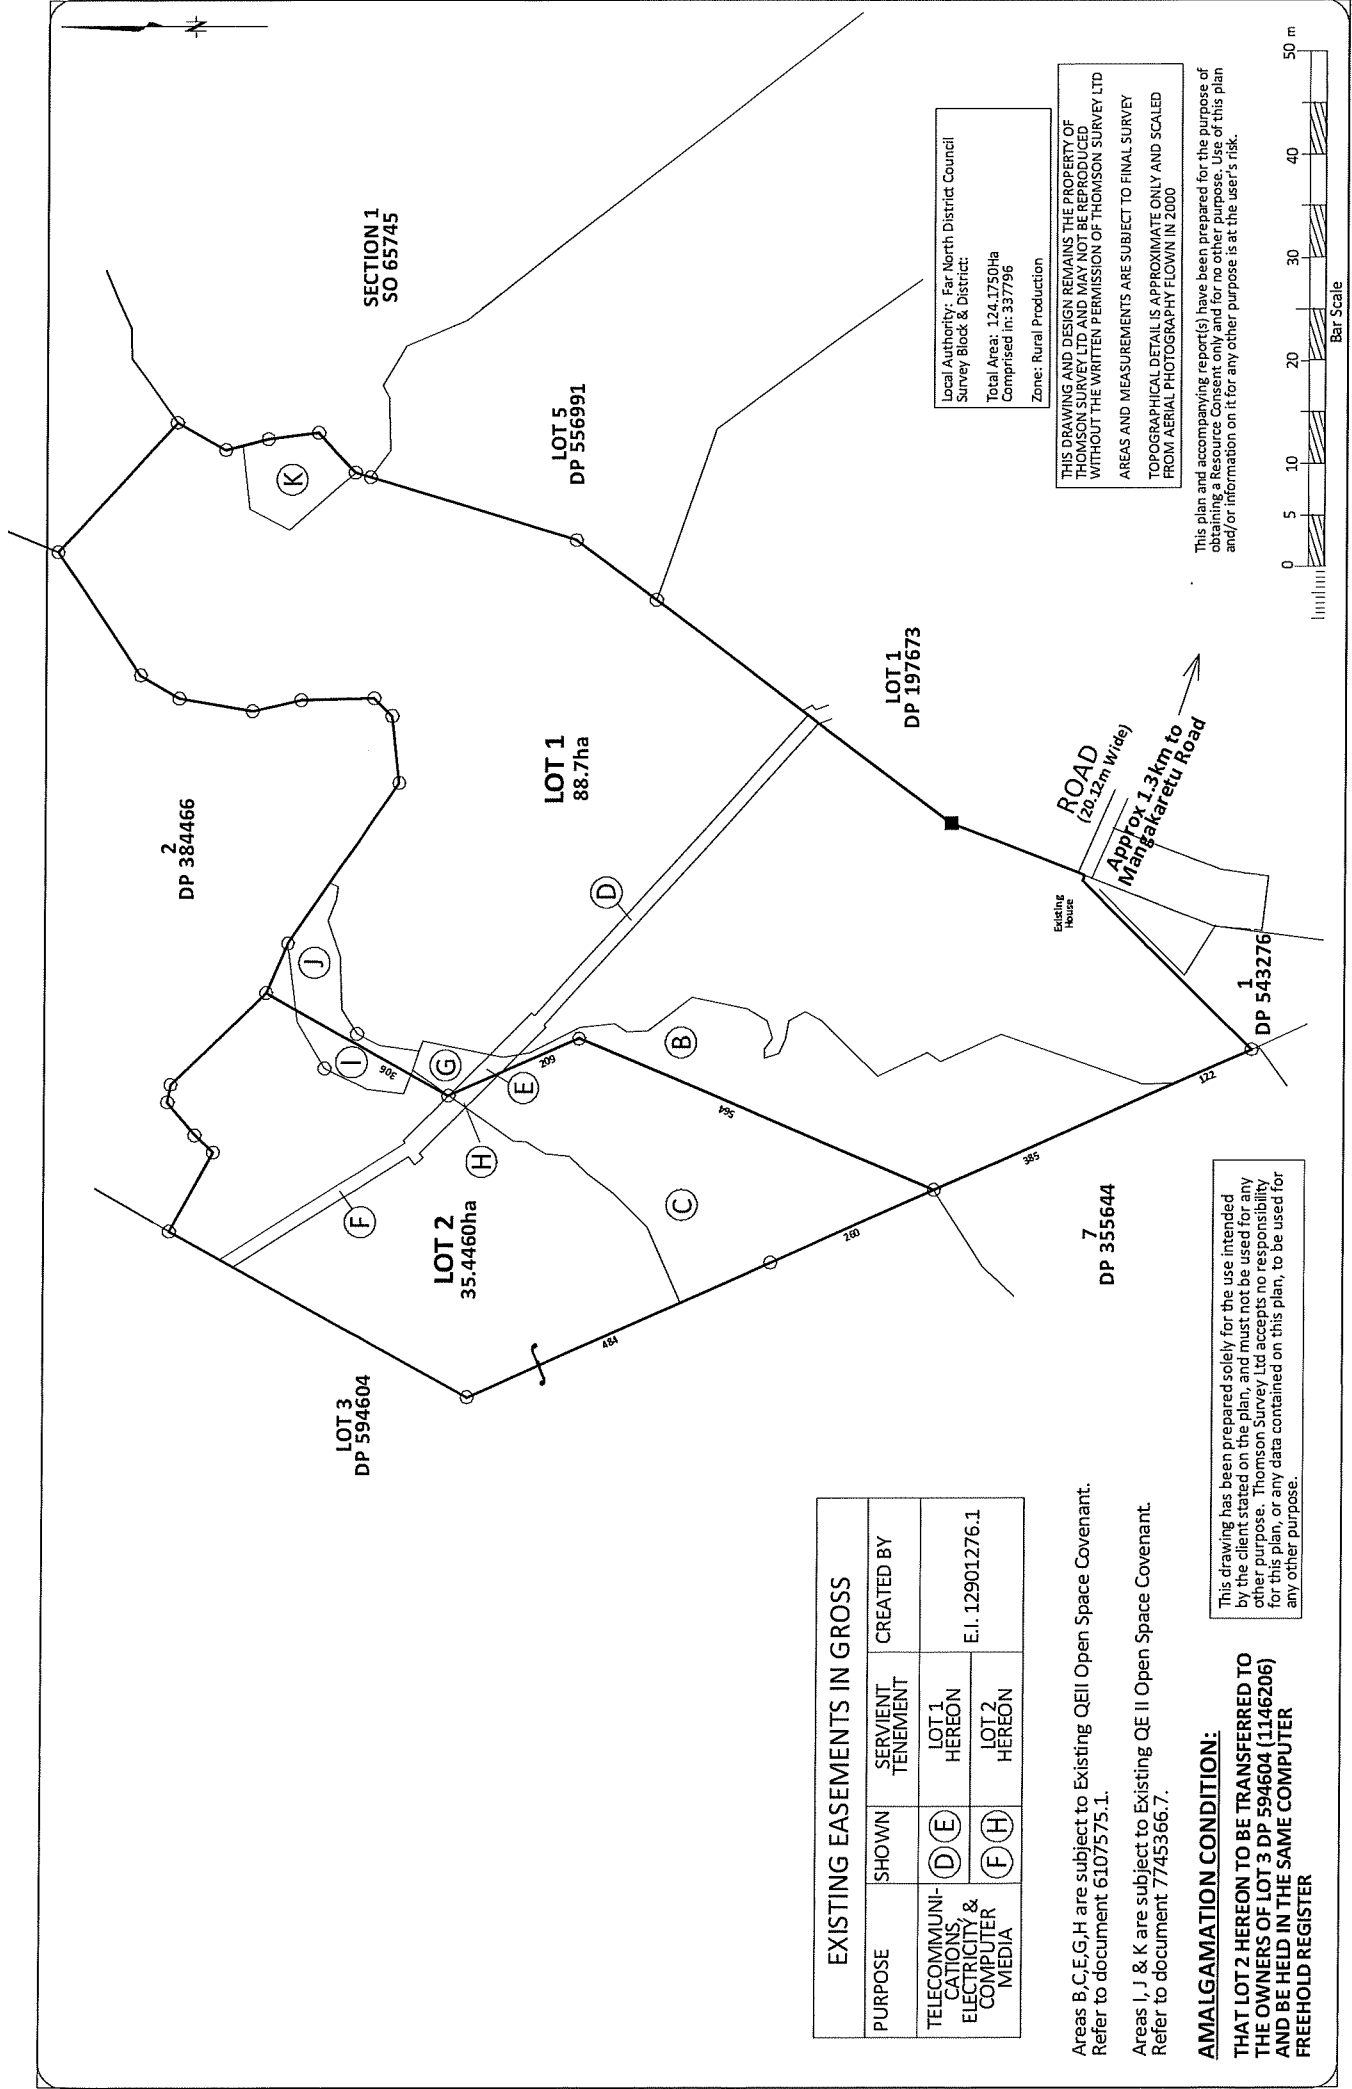 N
SECTION 1
SO 65745
K
LOT 5
DP 556991
2
DP 384466
LOT 1
88.7ha
LOT 1
DP 197673
D
J
I
306
G
209
E
H
F
B
564
C
LOT 2
35.4460ha
LOT 3
DP 594604
484
260
385
122
7
DP 355644
1
DP 543276
Existing
House
ROAD
(20.12m Wide)
Approx 1.3km to
Mangakaretu Road
Local Authority: Far North District Council
Survey Block & District:
Total Area: 124.1750Ha
Comprised in: 337796
Zone: Rural Production
THIS DRAWING AND DESIGN REMAINS THE PROPERTY OF
THOMSON SURVEY LTD AND MAY NOT BE REPRODUCED
WITHOUT THE WRITTEN PERMISSION OF THOMSON SURVEY LTD
AREAS AND MEASUREMENTS ARE SUBJECT TO FINAL SURVEY
TOPOGRAPHICAL DETAIL IS APPROXIMATE ONLY AND SCALED
FROM AERIAL PHOTOGRAPHY FLOWN IN 2000
This plan and accompanying report(s) have been prepared for the purpose of
obtaining a Resource Consent only and for no other purpose. Use of this plan
and/or information on it for any other purpose is at the user's risk.
0 5 10 20 30 40 50 m
Bar Scale
EXISTING EASEMENTS IN GROSS
PURPOSE SHOWN SERVIENT TENEMENT CREATED BY
TELECOMMUNI-
CATIONS,
ELECTRICITY &
COMPUTER
MEDIA
D E LOT 1 HEREON
F H LOT 2 HEREON
E.I. 12901276.1
Areas B,C,E,G,H are subject to Existing QEII Open Space Covenant.
Refer to document 6107575.1.
Areas I, J & K are subject to Existing QE II Open Space Covenant.
Refer to document 7745366.7.
AMALGAMATION CONDITION:
THAT LOT 2 HEREON TO BE TRANSFERRED TO
THE OWNERS OF LOT 3 DP 594604 (1146206)
AND BE HELD IN THE SAME COMPUTER
FREEHOLD REGISTER
This drawing has been prepared solely for the use intended
by the client stated on the plan, and must not be used for any
other purpose. Thomson Survey Ltd accepts no responsibility
for this plan, or any data contained on this plan, to be used for
any other purpose.